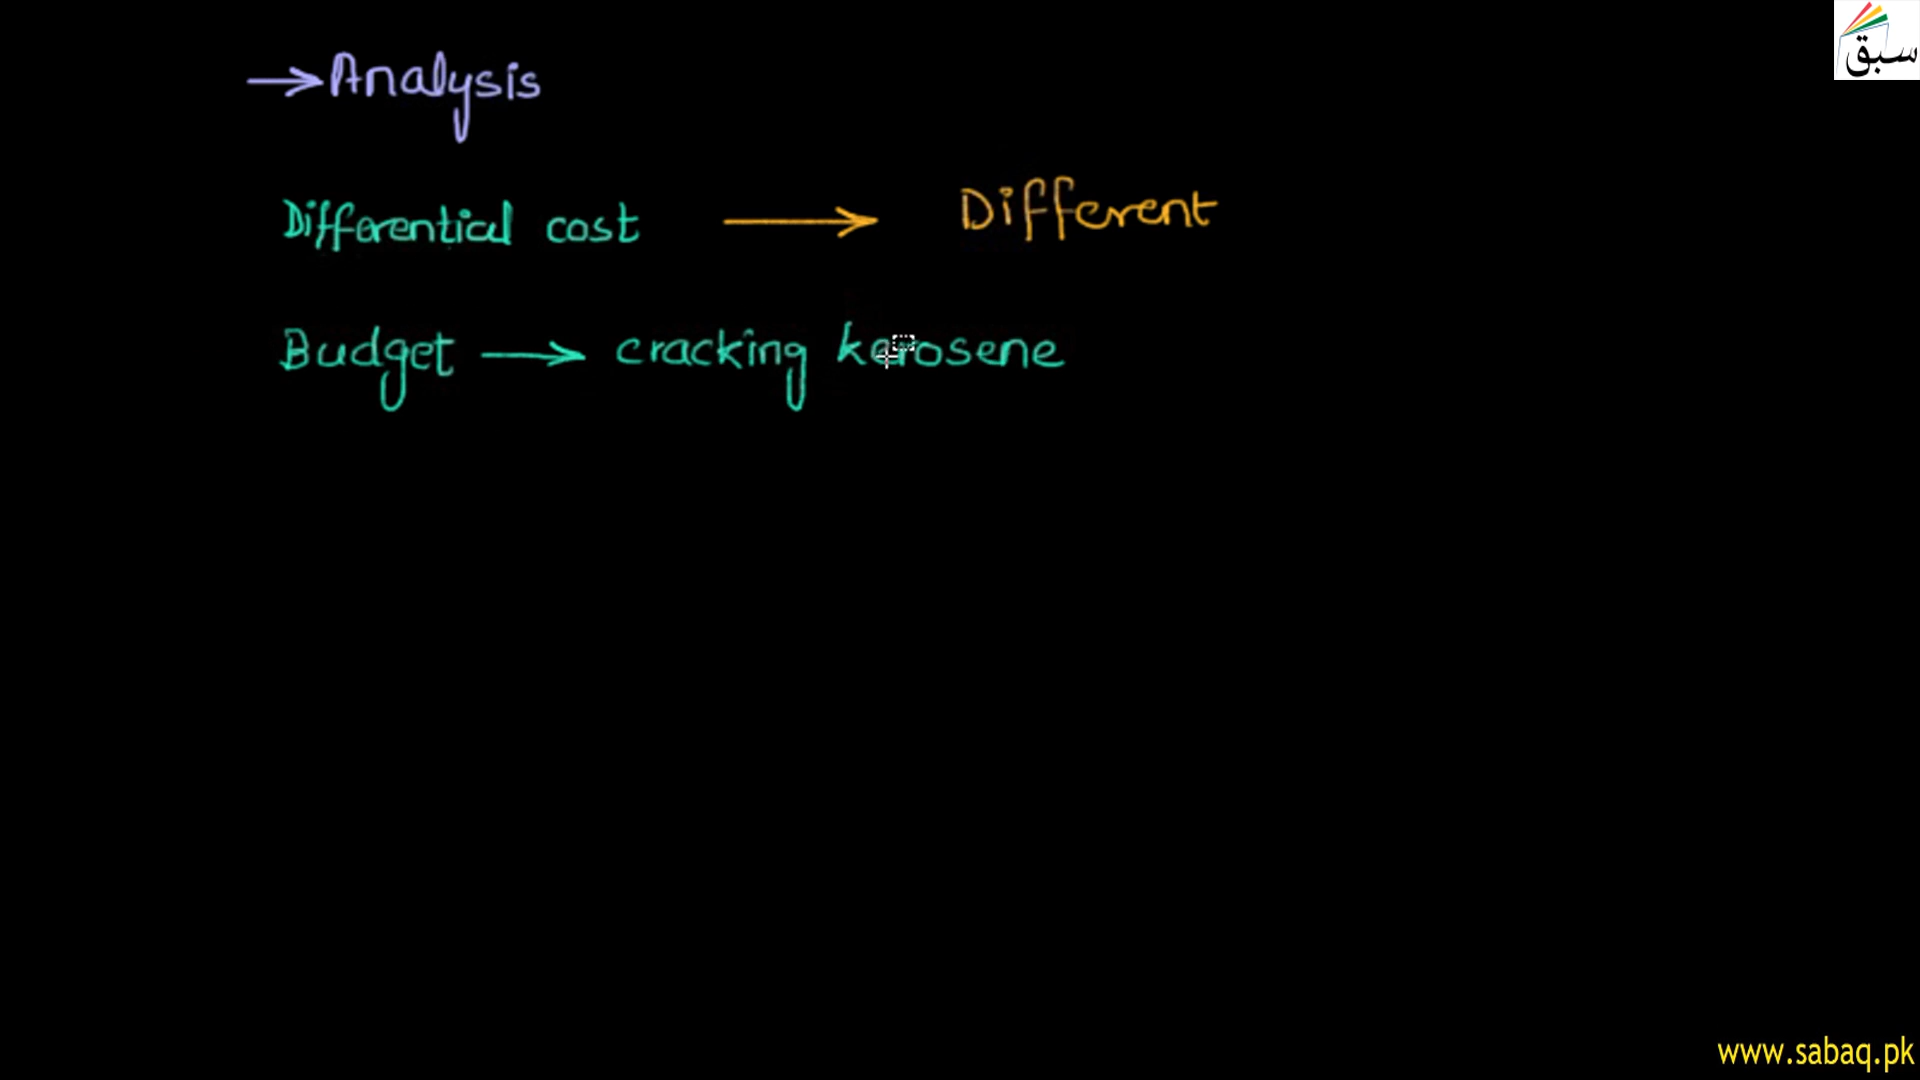 سبق
→Analysis
Differential cost → Different
Budget → cracking kerosene
www.sabaq.pk